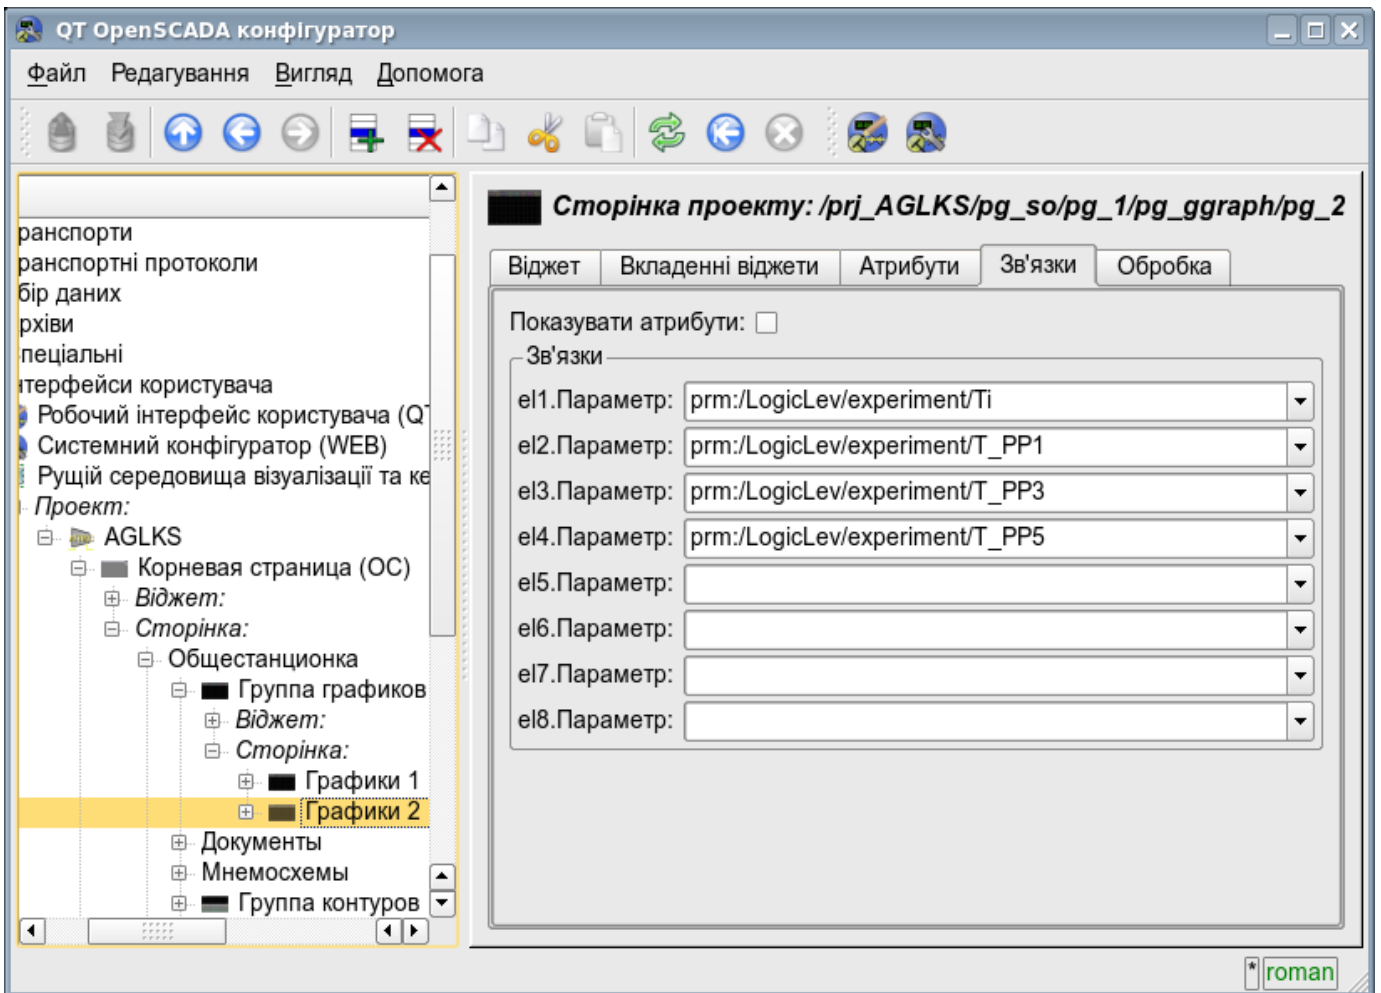 QT OpenSCADA конфігуратор
Файл Редагування Вигляд Допомога
ранспорти
ранспортні протоколи
бір даних
рхіви
пеціальні
нтерфейси користувача
Робочий інтерфейс користувача (QT
Системний конфігуратор (WEB)
Рущій середовища візуалізації та ке
Проект:
AGLKS
Корневая страница (ОС)
Віджет:
Сторінка:
Общестанционка
Группа графиков
Віджет:
Сторінка:
Графики 1
Графики 2
Документы
Мнемосхемы
Группа контуров
Сторінка проекту: /prj_AGLKS/pg_so/pg_1/pg_ggraph/pg_2
Віджет Вкладенні віджети Атрибути Зв'язки Обробка
Показувати атрибути:
Зв'язки
el1.Параметр: prm:/LogicLev/experiment/Ti
el2.Параметр: prm:/LogicLev/experiment/T_PP1
el3.Параметр: prm:/LogicLev/experiment/T_PP3
el4.Параметр: prm:/LogicLev/experiment/T_PP5
el5.Параметр:
el6.Параметр:
el7.Параметр:
el8.Параметр:
* roman